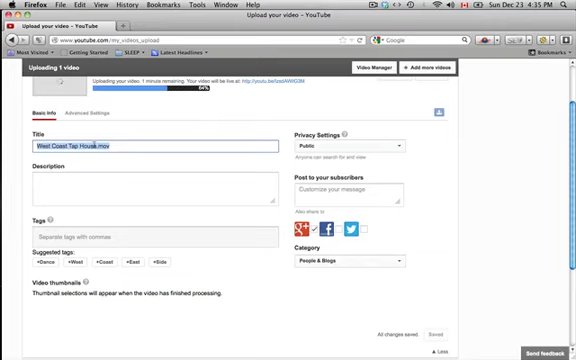 Firefox File Edit View History Bookmarks Tools Window Help Sun Dec 23 4:35 PM
Upload your video - YouTube
Upload your video - YouTube
www.youtube.com/my_videos_upload
Google
Most Visited Getting Started SLEEP Latest Headlines Bookmarks
Uploading 1 video Video Manager + Add more videos
Uploading your video. 1 minute remaining. Your video will be live at:
64%
Basic Info Advanced Settings
Title
West Coast Tap House.mov
Description
Tags ?
Separate tags with commas
Suggested tags:
+Dance +West +Coast +East +Side
Video thumbnails ?
Thumbnail selections will appear when the video has finished processing.
Privacy Settings ?
Public
Anyone can search for and view
Post to your subscribers
Customize your message
Also share to
Category
People & Blogs
All changes saved. Saved
Less
Send feedback